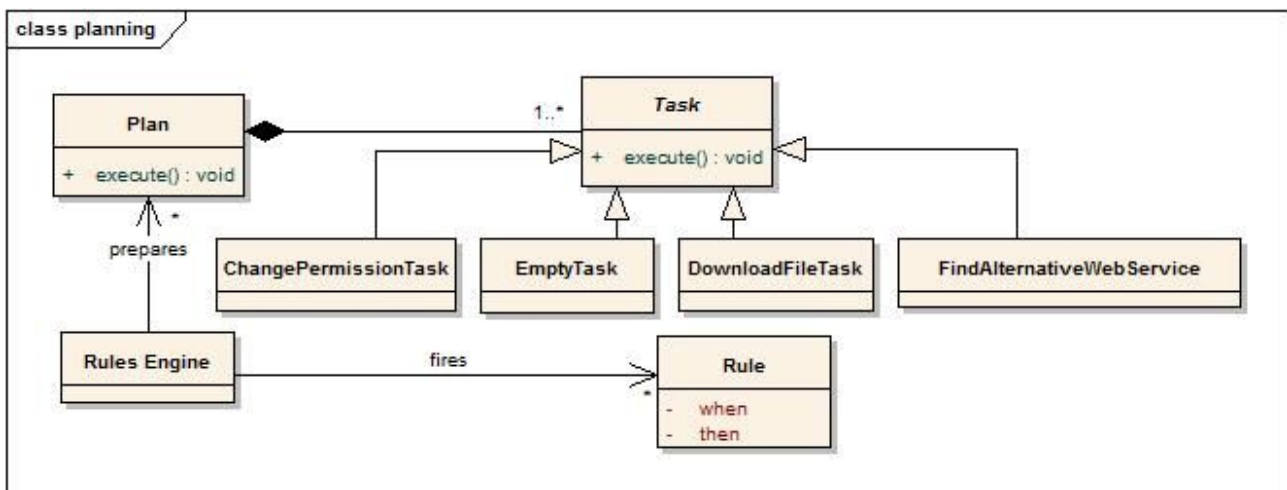 class planning
Plan
+ execute() : void
1..*
Task
+ execute() : void
*
prepares
ChangePermissionTask
EmptyTask
DownloadFileTask
FindAlternativeWebService
Rules Engine
fires
*
Rule
- when
- then